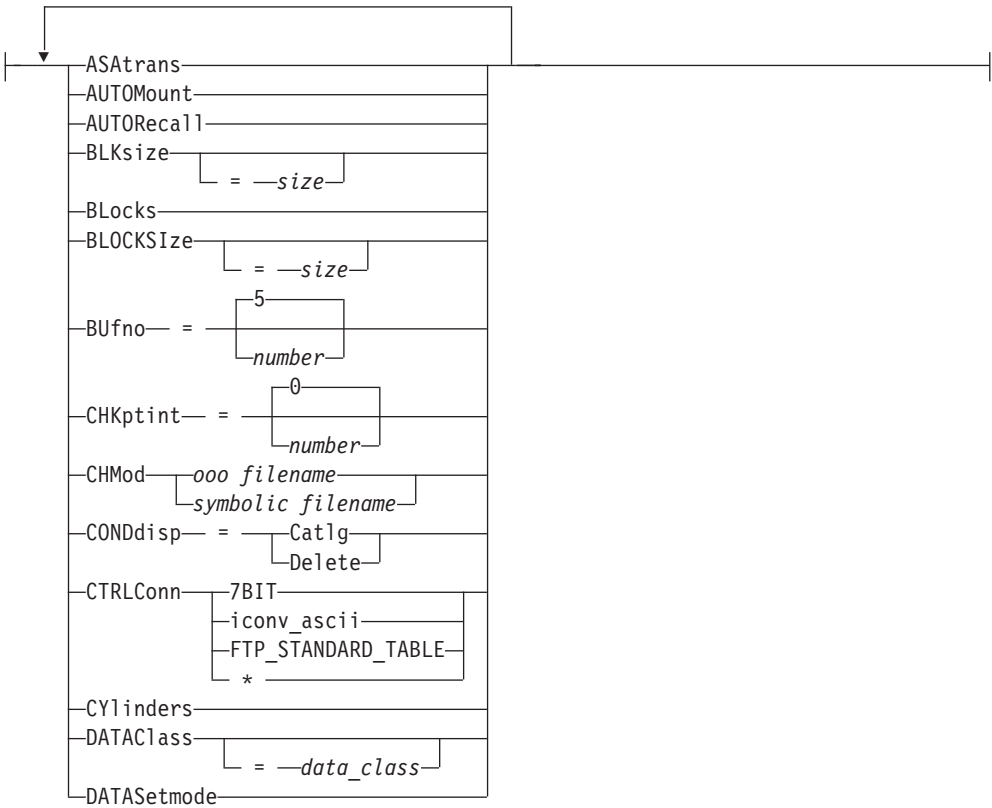 ASAtrans
AUTOMount
AUTORecall
BLKsize
= size
BLocks
BLOCKSIze
= size
5
BUfno =
number
0
CHKptint =
number
CHMod ooo filename
symbolic filename
CONDdisp = Catlg
Delete
CTRLConn 7BIT
iconv_ascii
FTP_STANDARD_TABLE
*
CYlinders
DATAClass
= data_class
DATASetmode